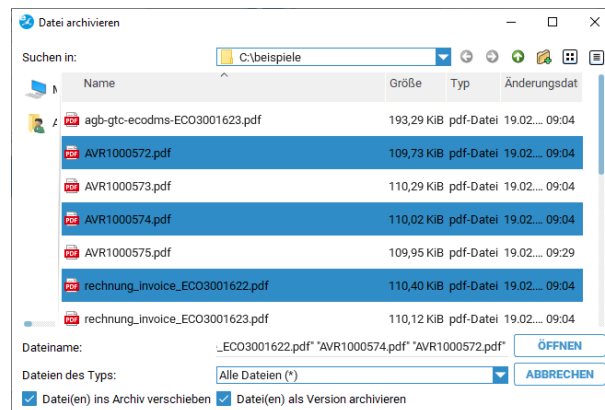 Datei archivieren
Suchen in: C:\beispiele
Name Größe Typ Änderungsdat
agb-gtc-ecodms-ECO3001623.pdf 193,29 KiB pdf-Datei 19.02.... 09:04
AVR1000572.pdf 109,73 KiB pdf-Datei 19.02.... 09:04
AVR1000573.pdf 110,29 KiB pdf-Datei 19.02.... 09:04
AVR1000574.pdf 110,02 KiB pdf-Datei 19.02.... 09:04
AVR1000575.pdf 109,95 KiB pdf-Datei 19.02.... 09:29
rechnung_invoice_ECO3001622.pdf 110,40 KiB pdf-Datei 19.02.... 09:04
rechnung_invoice_ECO3001623.pdf 110,12 KiB pdf-Datei 19.02.... 09:04
Dateiname: _ECO3001622.pdf" "AVR1000574.pdf" "AVR1000572.pdf" ÖFFNEN
Dateien des Typs: Alle Dateien (*) ABBRECHEN
Datei(en) ins Archiv verschieben Datei(en) als Version archivieren